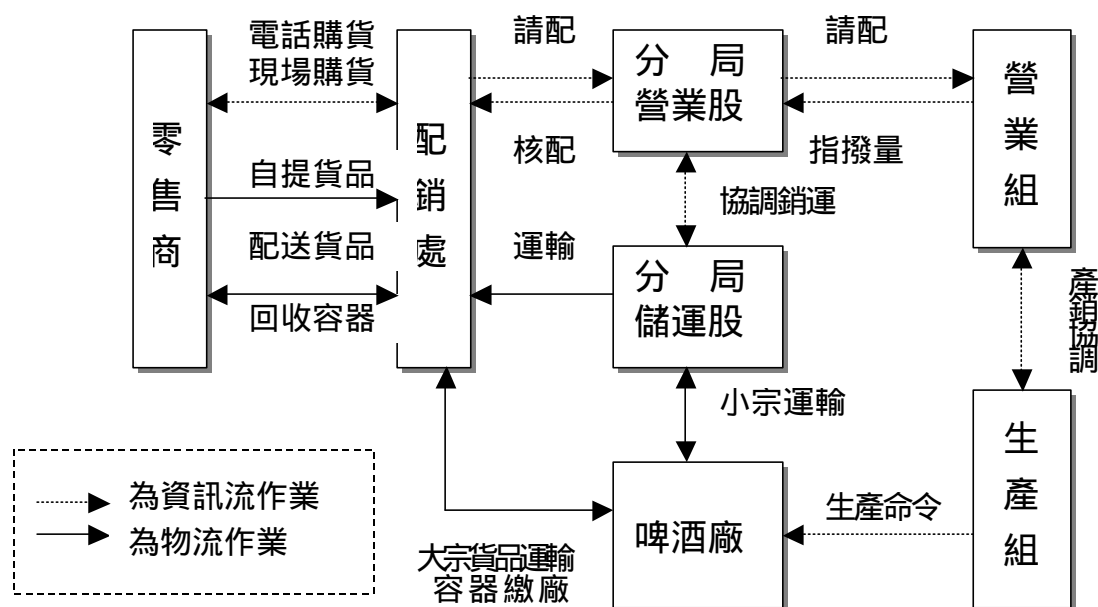 電話購貨
現場購貨
請配
請配
零售商
配銷處
分 局
營業股
營業組
核配
指撥量
自提貨品
協調銷運
配送貨品
運輸
分 局
儲運股
回收容器
產銷協調
小宗運輸
生產組
為資訊流作業
為物流作業
啤酒廠
生產命令
大宗貨品運輸
容器繳廠